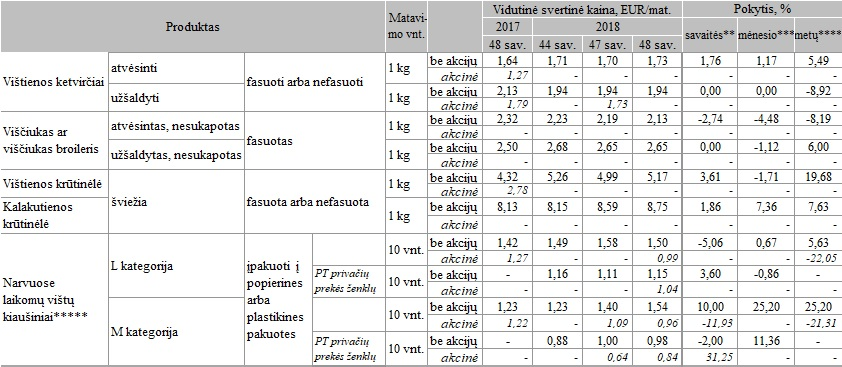 Produktas Matavi-mo vnt. Vidutinė svertinė kaina, EUR/mat. Pokytis, %
2017 2018 savaitės** mėnesio*** metų****
48 sav. 44 sav. 47 sav. 48 sav.
Vištienos ketvirčiai atvėsinti fasuoti arba nefasuoti 1 kg be akcijų 1,64 1,71 1,70 1,73 1,76 1,17 5,49
akcinė 1,27 - - - - - -
užšaldyti 1 kg be akcijų 2,13 1,94 1,94 1,94 0,00 0,00 -8,92
akcinė 1,79 - 1,73 - - - -
Viščiukas ar viščiukas broileris atvėsintas, nesukapotas fasuotas 1 kg be akcijų 2,32 2,23 2,19 2,13 -2,74 -4,48 -8,19
akcinė - - - - - - -
užšaldytas, nesukapotas 1 kg be akcijų 2,50 2,68 2,65 2,65 0,00 -1,12 6,00
akcinė - - - - - - -
Vištienos krūtinėlė šviežia fasuota arba nefasuota 1 kg be akcijų 4,32 5,26 4,99 5,17 3,61 -1,71 19,68
akcinė 2,78 - - - - - -
Kalakutienos krūtinėlė 1 kg be akcijų 8,13 8,15 8,59 8,75 1,86 7,36 7,63
akcinė - - - - - - -
Narvuose laikomų vištų kiaušiniai***** L kategorija įpakuoti į popierines arba plastikines pakuotes 10 vnt. be akcijų 1,42 1,49 1,58 1,50 -5,06 0,67 5,63
akcinė 1,27 - - 0,99 - - -22,05
PT privačių prekės ženklų 10 vnt. be akcijų - 1,16 1,11 1,15 3,60 -0,86 -
akcinė - - - 1,04 - - -
M kategorija 10 vnt. be akcijų 1,23 1,23 1,40 1,54 10,00 25,20 25,20
akcinė 1,22 - 1,09 0,96 -11,93 - -21,31
PT privačių prekės ženklų 10 vnt. be akcijų - 0,88 1,00 0,98 -2,00 11,36 -
akcinė - - 0,64 0,84 31,25 - -